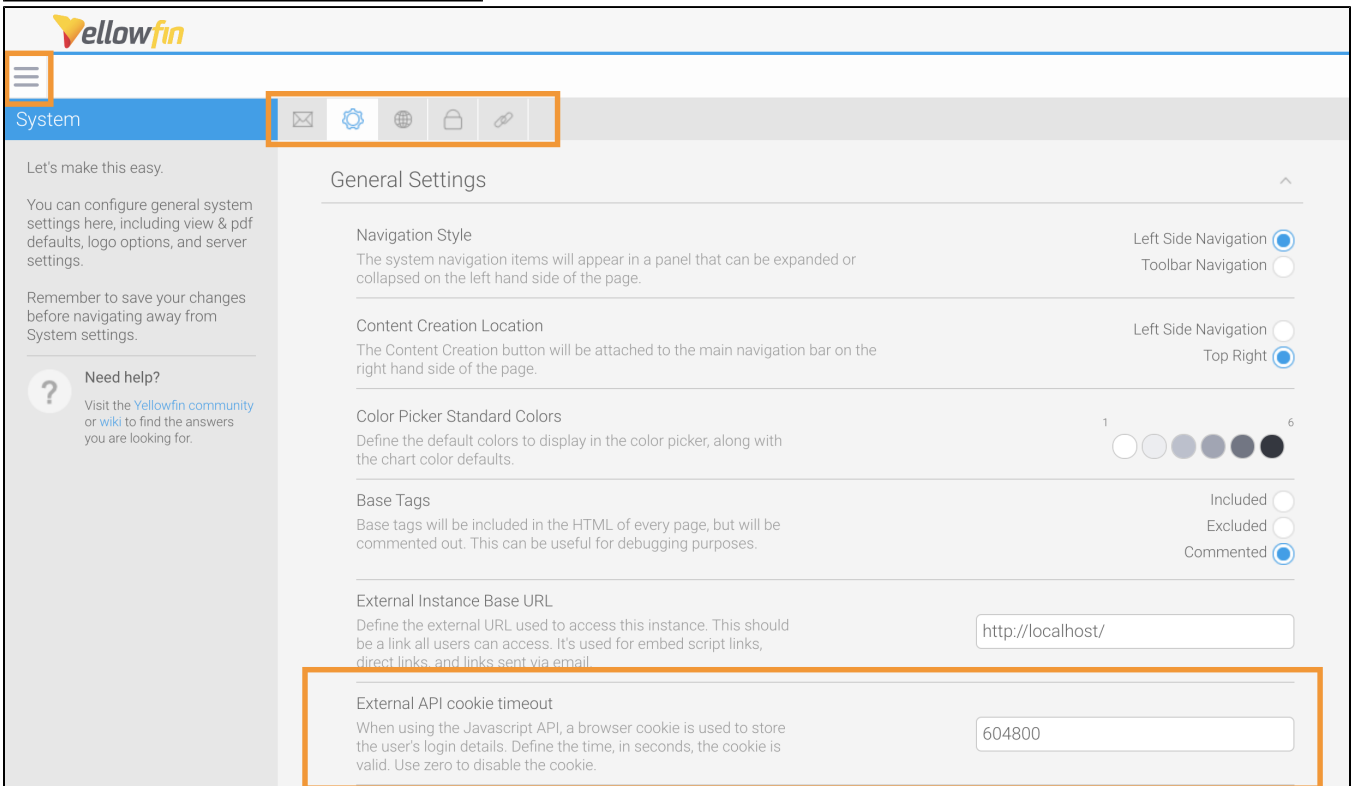 Yellowfin
System
Let's make this easy.
You can configure general system
settings here, including view & pdf
defaults, logo options, and server
settings.
Remember to save your changes
before navigating away from
System settings.
?
Need help?
Visit the Yellowfin community
or wiki to find the answers
you are looking for.
General Settings
Navigation Style
The system navigation items will appear in a panel that can be expanded or
collapsed on the left hand side of the page.
Left Side Navigation
Toolbar Navigation
Content Creation Location
The Content Creation button will be attached to the main navigation bar on the
right hand side of the page.
Left Side Navigation
Top Right
Color Picker Standard Colors
Define the default colors to display in the color picker, along with
the chart color defaults.
1 6
Base Tags
Base tags will be included in the HTML of every page, but will be
commented out. This can be useful for debugging purposes.
Included
Excluded
Commented
External Instance Base URL
Define the external URL used to access this instance. This should
be a link all users can access. It's used for embed script links,
direct links, and links sent via email.
http://localhost/
External API cookie timeout
When using the Javascript API, a browser cookie is used to store
the user's login details. Define the time, in seconds, the cookie is
valid. Use zero to disable the cookie.
604800